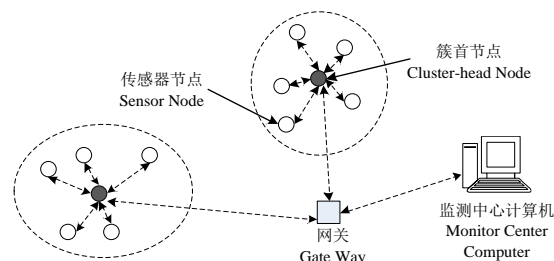 簇首节点
Cluster-head Node
传感器节点
Sensor Node
监测中心计算机
Monitor Center
Computer
网关
Gate Way